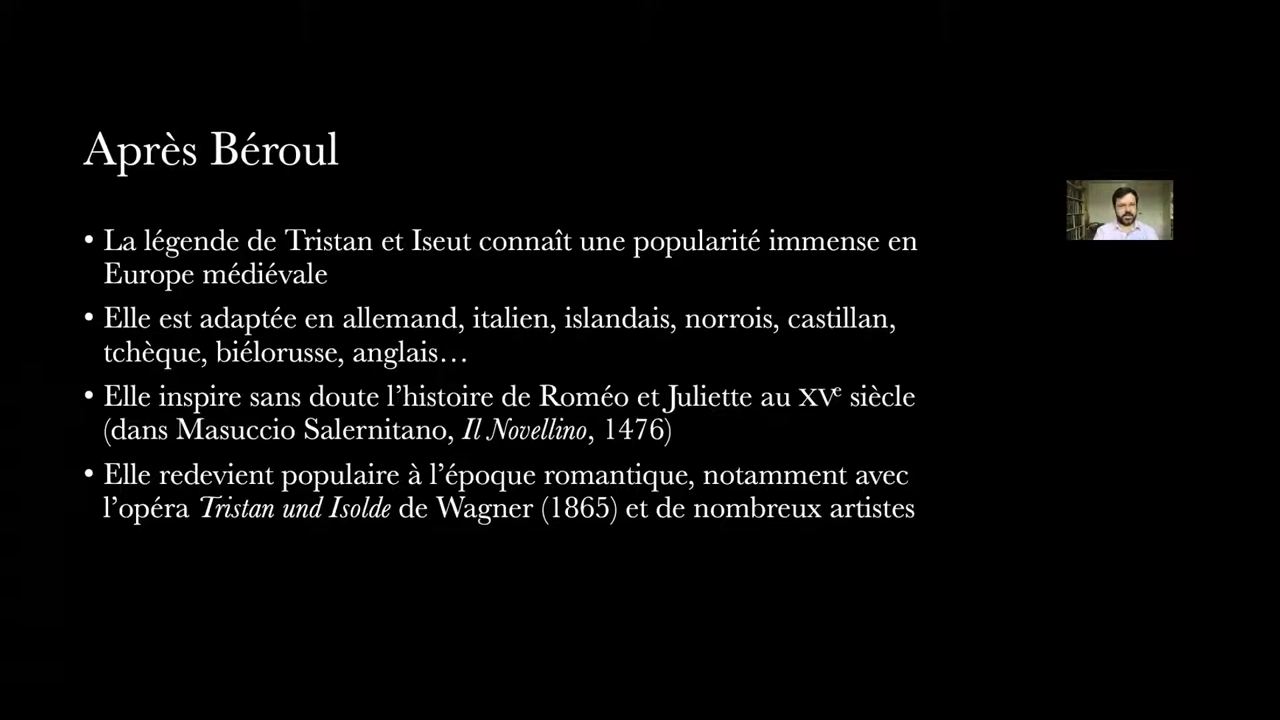 Après Béroul
• La légende de Tristan et Iseut connaît une popularité immense en
Europe médiévale
• Elle est adaptée en allemand, italien, islandais, norrois, castillan,
tchèque, biélorusse, anglais…
• Elle inspire sans doute l’histoire de Roméo et Juliette au XVe siècle
(dans Masuccio Salernitano, Il Novellino, 1476)
• Elle redevient populaire à l’époque romantique, notamment avec
l’opéra Tristan und Isolde de Wagner (1865) et de nombreux artistes